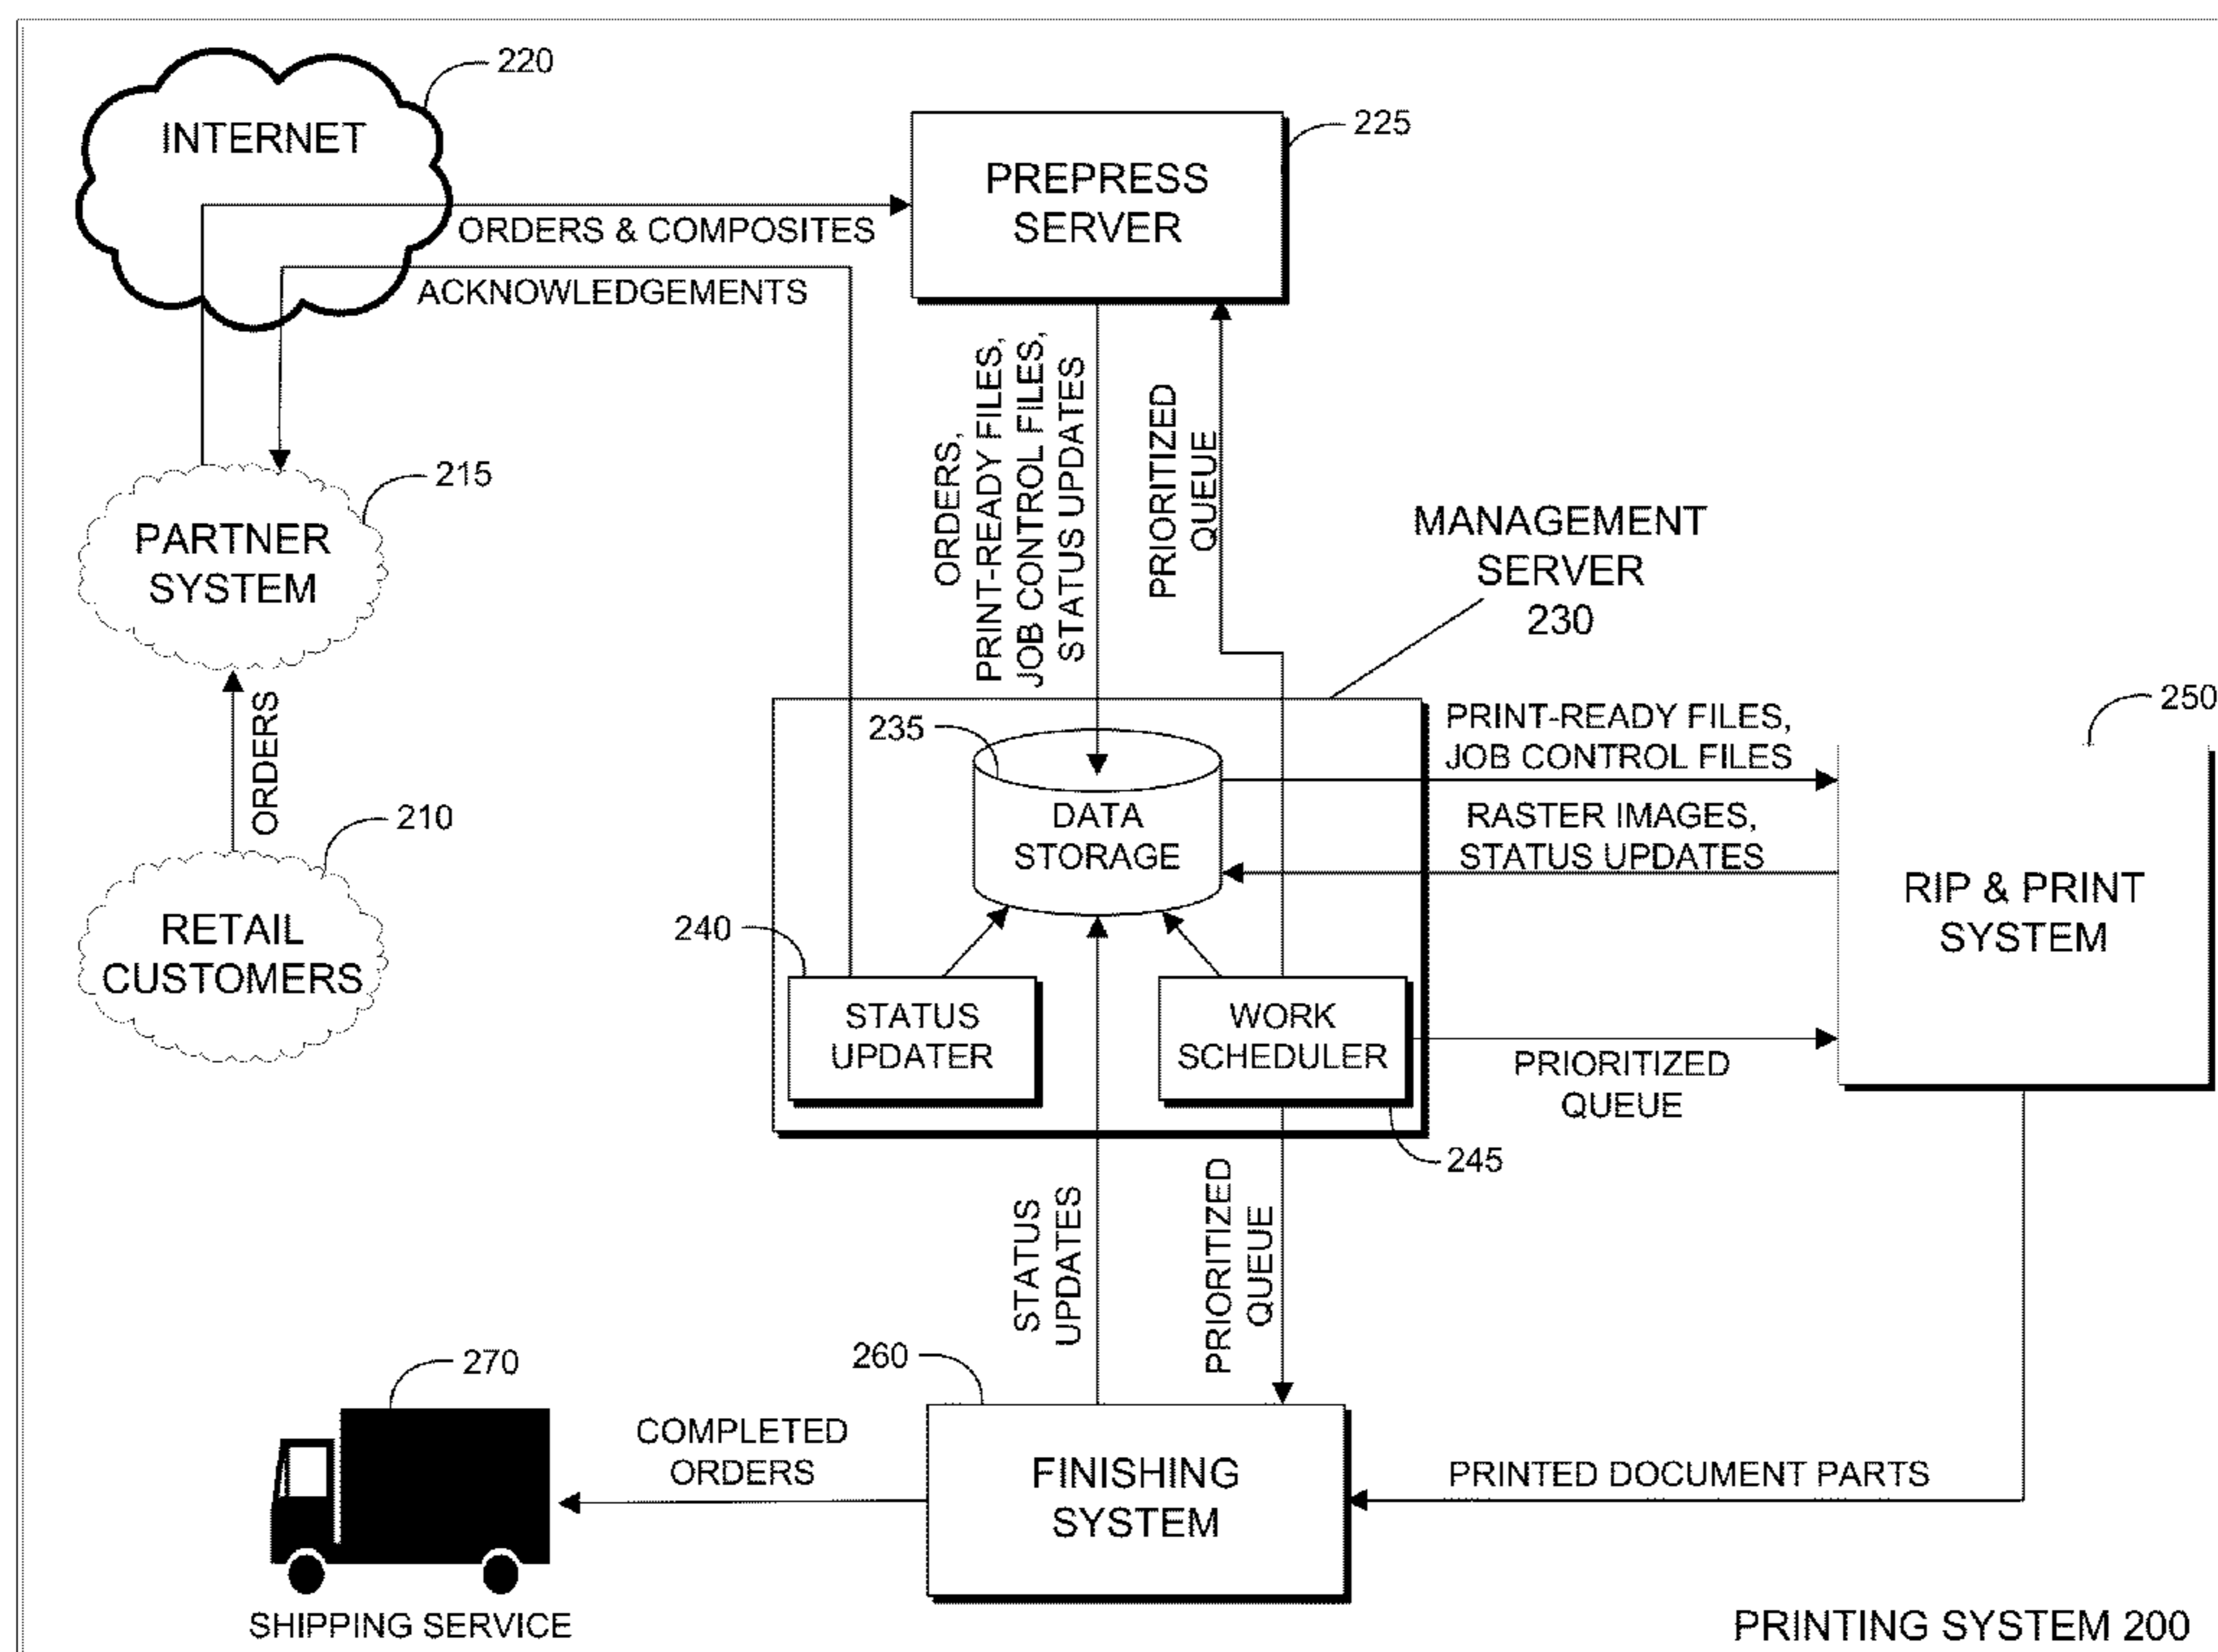 220
INTERNET
225
PREPRESS
SERVER
ORDERS & COMPOSITES
ACKNOWLEDGEMENTS
ORDERS,
PRINT-READY FILES,
JOB CONTROL FILES,
STATUS UPDATES
PRIORITIZED
QUEUE
215
PARTNER
SYSTEM
MANAGEMENT
SERVER
230
ORDERS
210
RETAIL
CUSTOMERS
235
DATA
STORAGE
PRINT-READY FILES,
JOB CONTROL FILES
RASTER IMAGES,
STATUS UPDATES
250
RIP & PRINT
SYSTEM
240
STATUS
UPDATER
WORK
SCHEDULER
PRIORITIZED
QUEUE
245
STATUS
UPDATES
PRIORITIZED
QUEUE
270
COMPLETED
ORDERS
260
FINISHING
SYSTEM
PRINTED DOCUMENT PARTS
SHIPPING SERVICE
PRINTING SYSTEM 200